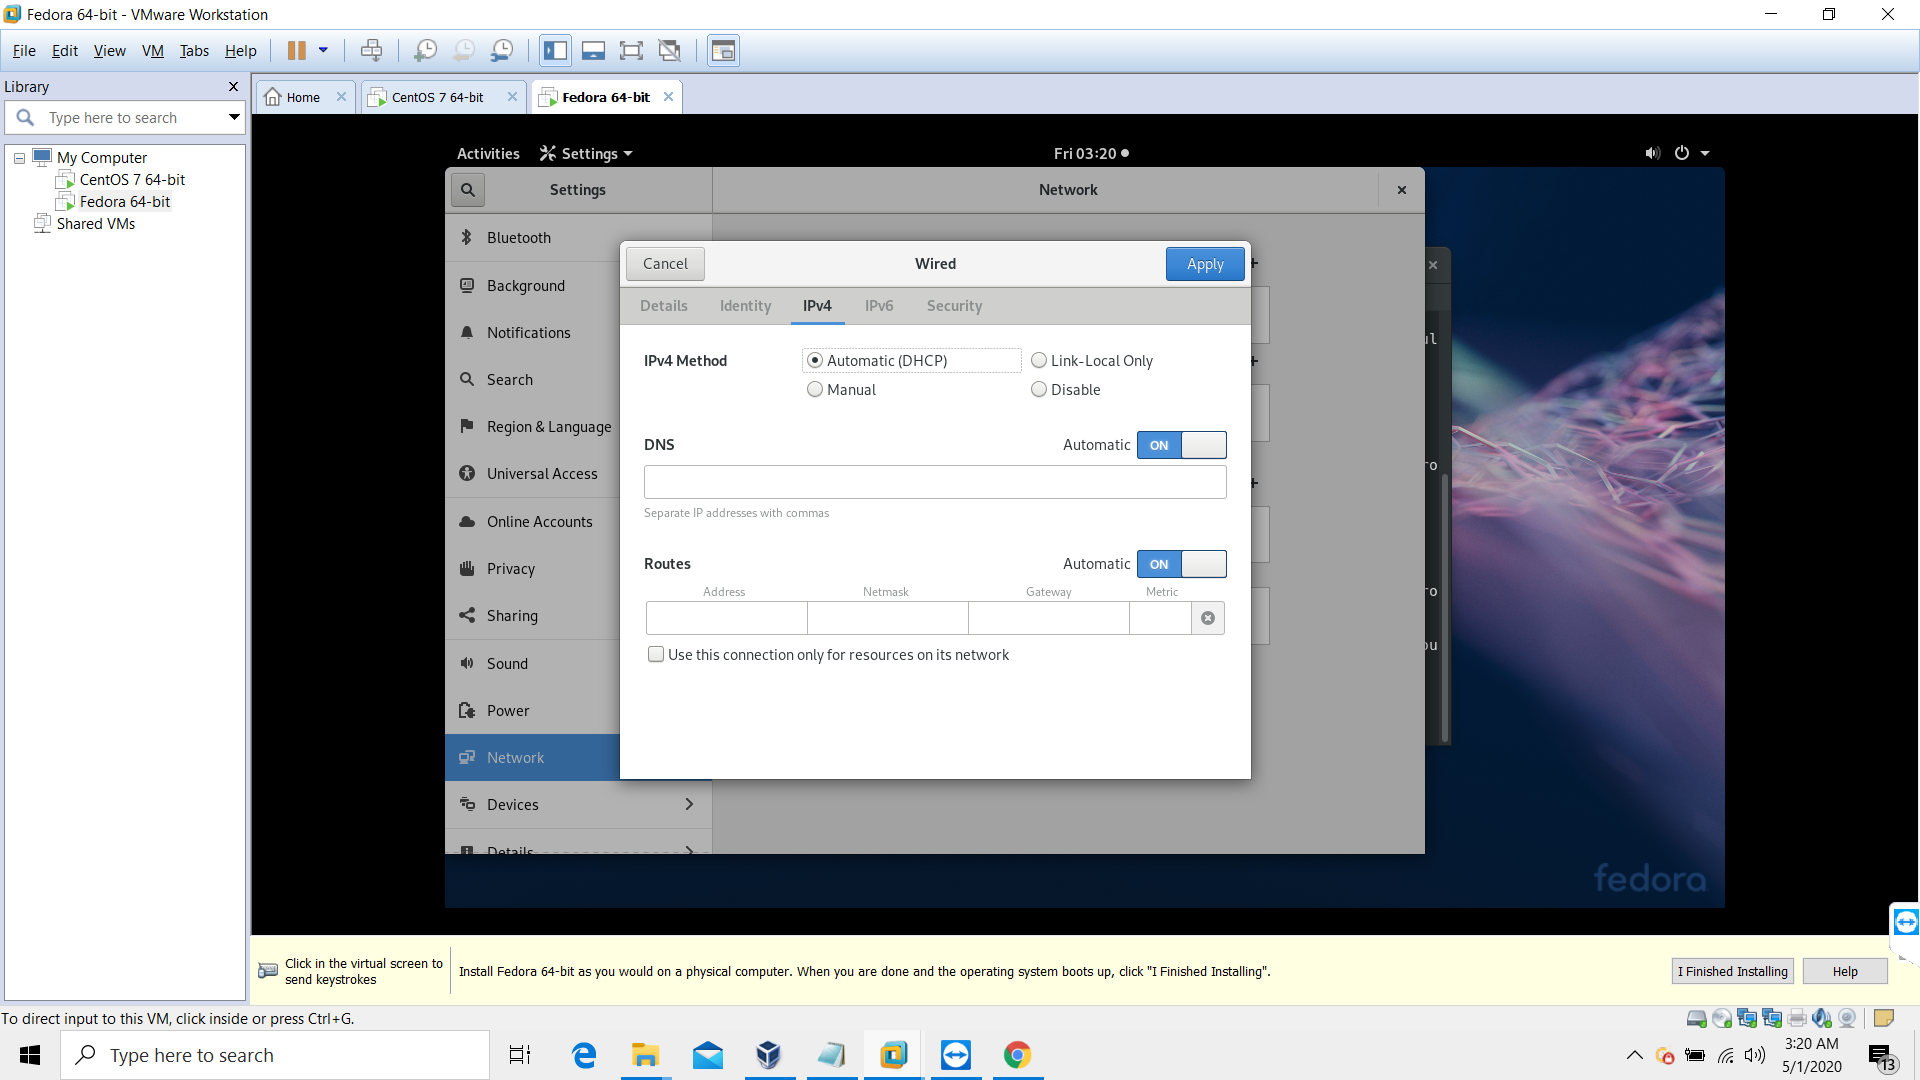 Fedora 64-bit - VMware Workstation
File Edit View VM Tabs Help
Library
Type here to search
My Computer
CentOS 7 64-bit
Fedora 64-bit
Shared VMs
Home
CentOS 7 64-bit
Fedora 64-bit
Activities
Settings
Fri 03:20
Settings
Network
Bluetooth
Background
Notifications
Search
Region & Language
Universal Access
Online Accounts
Privacy
Sharing
Sound
Power
Network
Devices
Details
Cancel
Wired
Apply
Details
Identity
IPv4
IPv6
Security
IPv4 Method
Automatic (DHCP)
Link-Local Only
Manual
Disable
DNS
Automatic
ON
Separate IP addresses with commas
Routes
Automatic
ON
Address
Netmask
Gateway
Metric
Use this connection only for resources on its network
fedora
Click in the virtual screen to
send keystrokes
Install Fedora 64-bit as you would on a physical computer. When you are done and the operating system boots up, click "I Finished Installing".
I Finished Installing
Help
To direct input to this VM, click inside or press Ctrl+G.
Type here to search
3:20 AM
5/1/2020
13